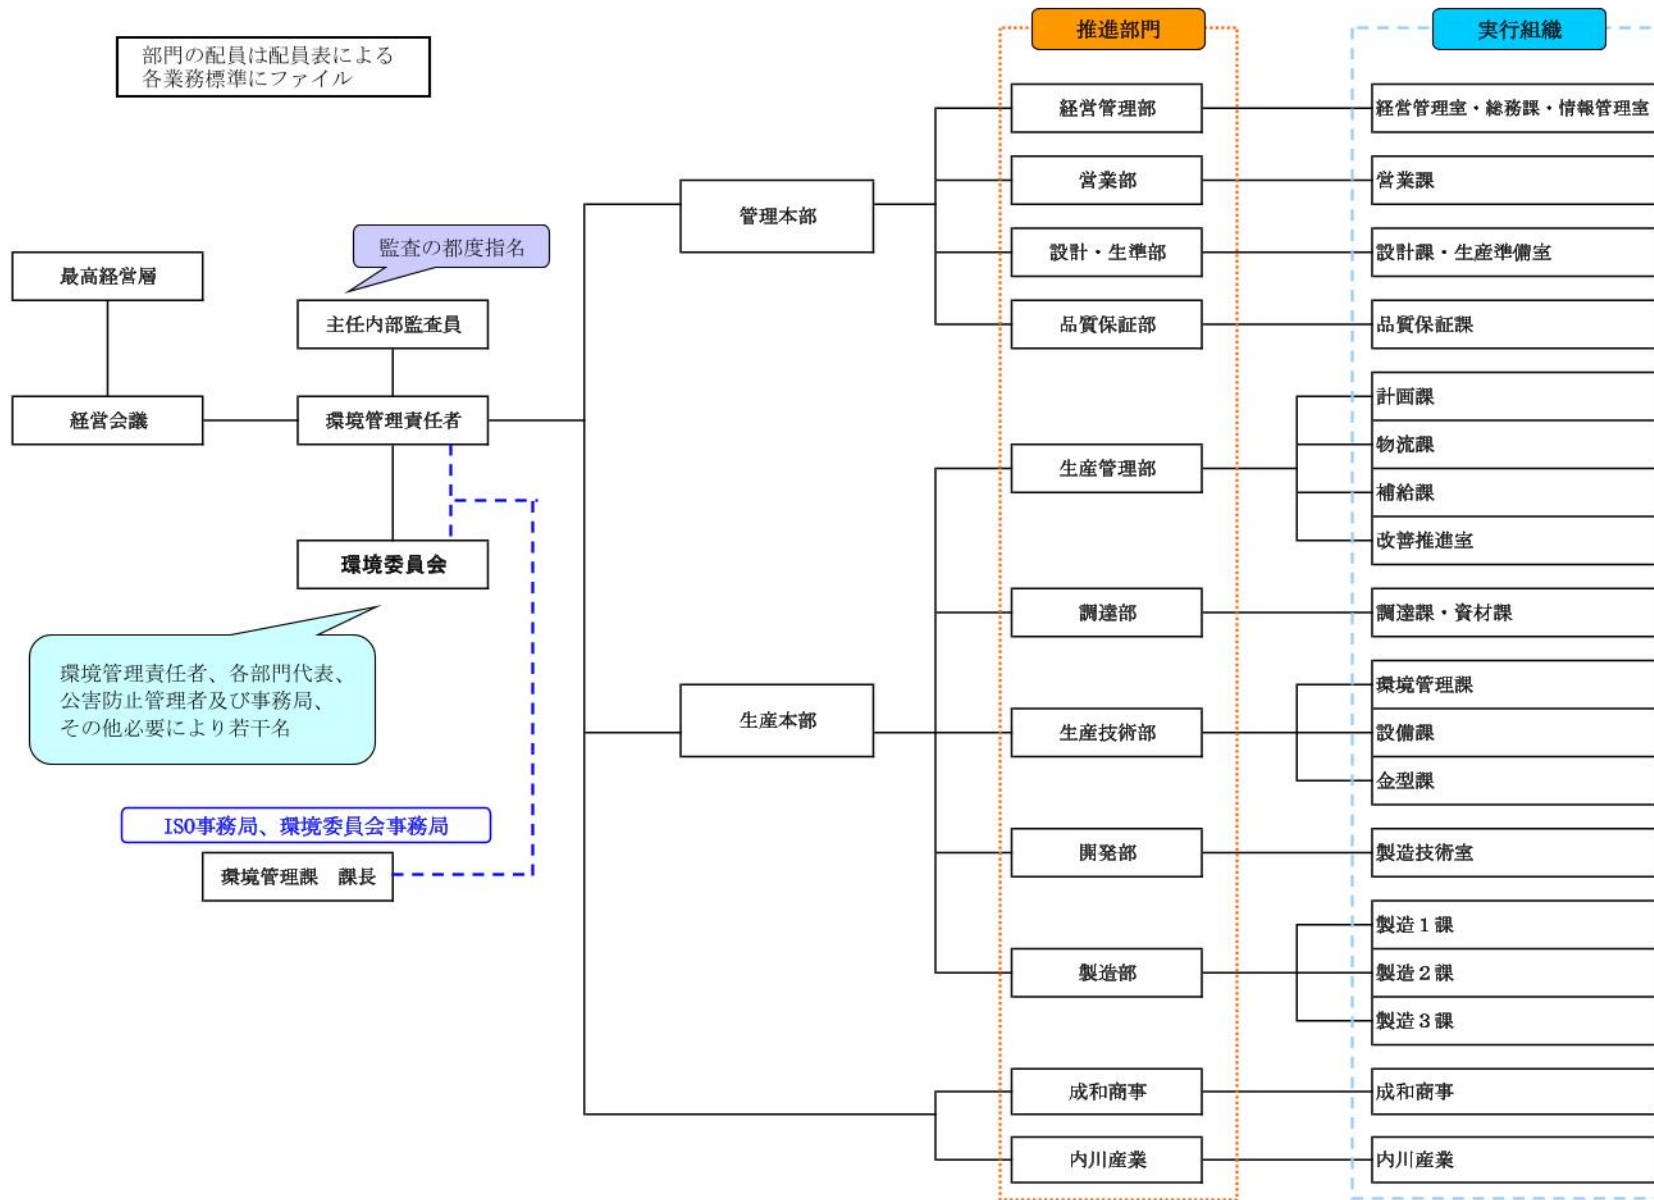 部門の配員は配員表による
各業務標準にファイル
推進部門
実行組織
経営管理部
経営管理室・総務課・情報管理室
営業部
営業課
管理本部
設計・生準部
設計課・生産準備室
品質保証部
品質保証課
監査の都度指名
最高経営層
主任内部監査員
経営会議
環境管理責任者
環境委員会
環境管理責任者、各部門代表、
公害防止管理者及び事務局、
その他必要により若干名
ISO事務局、環境委員会事務局
環境管理課 課長
生産本部
生産管理部
計画課
物流課
補給課
改善推進室
調達部
調達課・資材課
生産技術部
環境管理課
設備課
金型課
開発部
製造技術室
製造部
製造1課
製造2課
製造3課
成和商事
成和商事
内川産業
内川産業